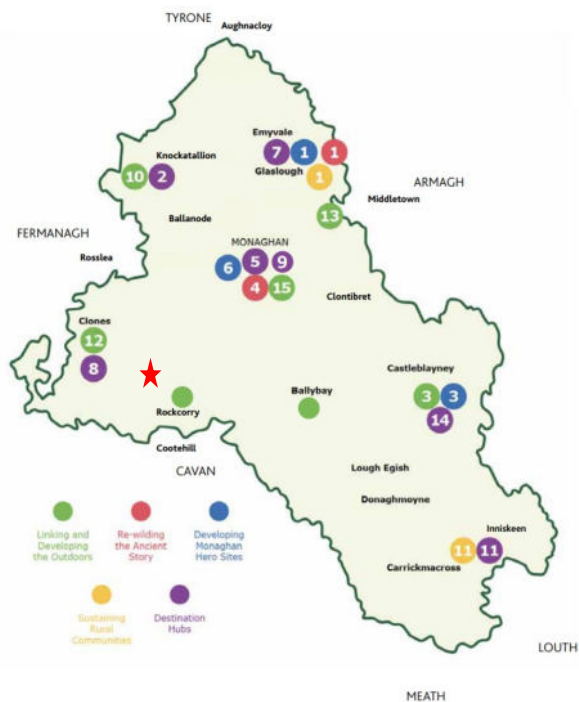 TYRONE
Aughnacloy
Emyvale
7 1 1
Knockatallion
Glaslough
10 2
1
ARMAGH
Middletown
13
Ballanode
FERMANAGH
MONAGHAN
Rosslea
6 5 9
4 15
Clontibret
Clones
12
8
Castleblayney
3 3
14
Ballybay
Rockcorry
Cootehill
CAVAN
Lough Egish
Donaghmoyne
Inniskeen
11 11
Carrickmacross
Linking and
Developing
the Outdoors
Re-wilding
the Ancient
Story
Developing
Monaghan
Hero Sites
Sustaining
Rural
Communities
Destination
Hubs
LOUTH
MEATH